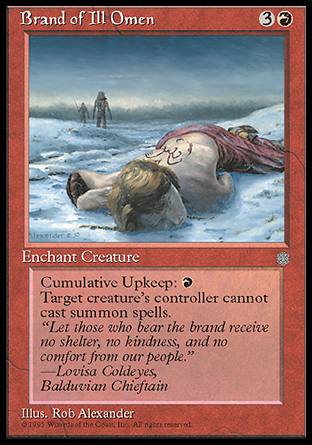 Brand of Ill Omen 3
Enchant Creature
Cumulative Upkeep:
Target creature's controller cannot
cast summon spells.
"Let those who bear the brand receive
no shelter, no kindness, and no
comfort from our people."
—Lovisa Coldeyes,
Balduvian Chieftain
Illus. Rob Alexander
©1995 Wizards of the Coast, Inc. All rights reserved.